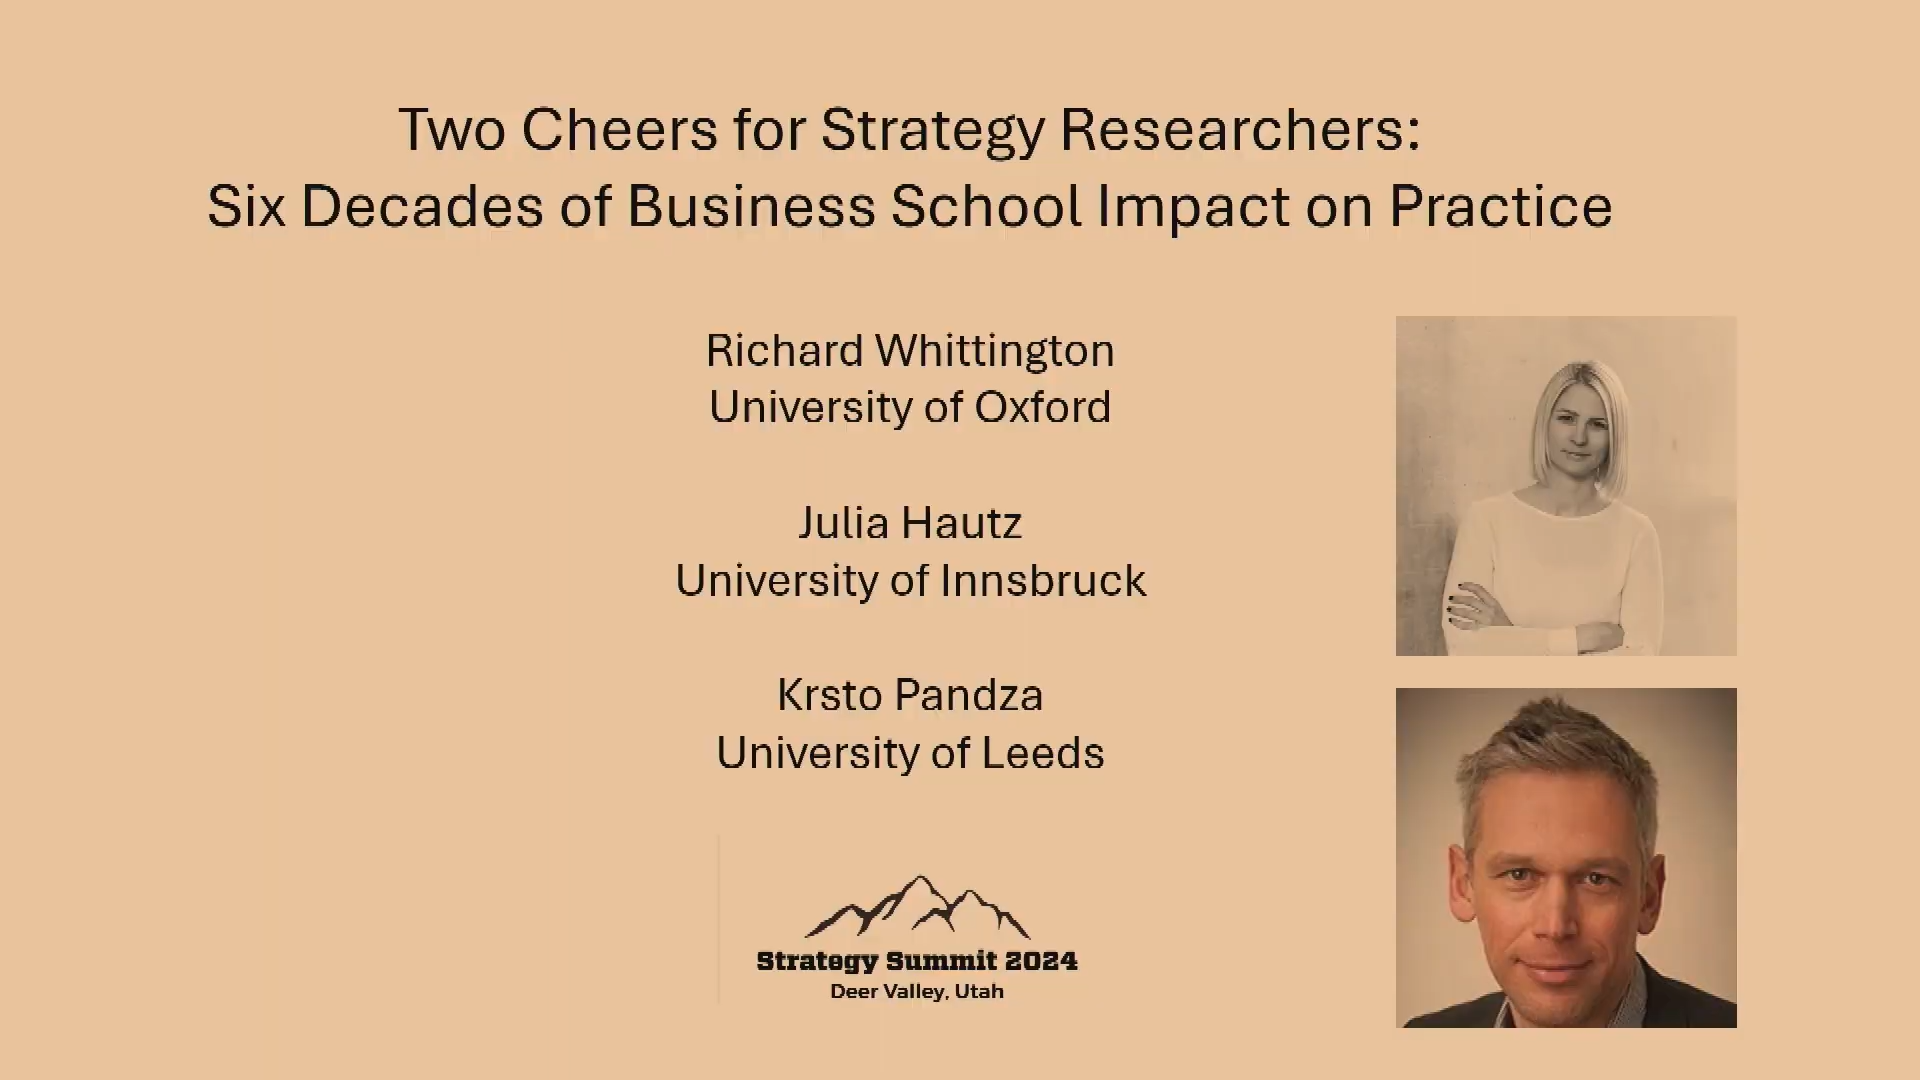 Two Cheers for Strategy Researchers:
Six Decades of Business School Impact on Practice
Richard Whittington
University of Oxford
Julia Hautz
University of Innsbruck
Krsto Pandza
University of Leeds
Strategy Summit 2024
Deer Valley, Utah